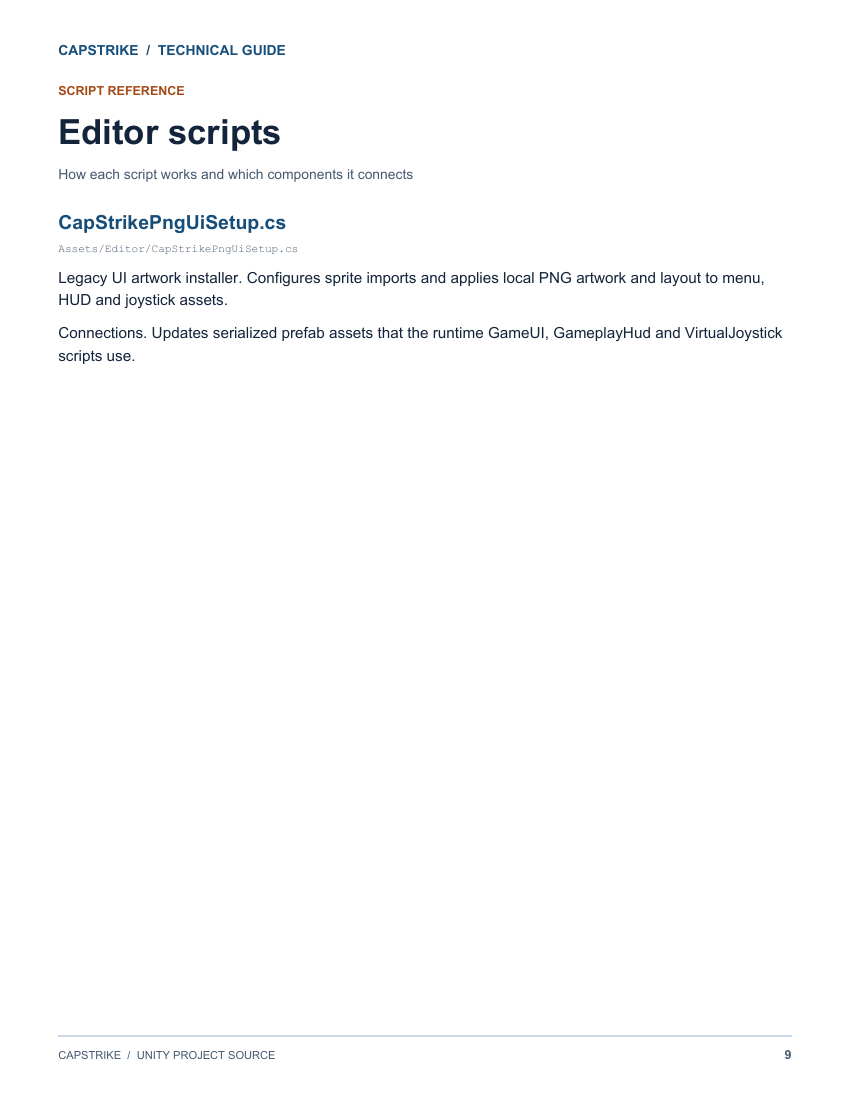 CAPSTRIKE / TECHNICAL GUIDE
SCRIPT REFERENCE
Editor scripts
How each script works and which components it connects
CapStrikePngUiSetup.cs
Assets/Editor/CapStrikePngUiSetup.cs
Legacy UI artwork installer. Configures sprite imports and applies local PNG artwork and layout to menu,
HUD and joystick assets.
Connections. Updates serialized prefab assets that the runtime GameUI, GameplayHud and VirtualJoystick
scripts use.
CAPSTRIKE / UNITY PROJECT SOURCE
9